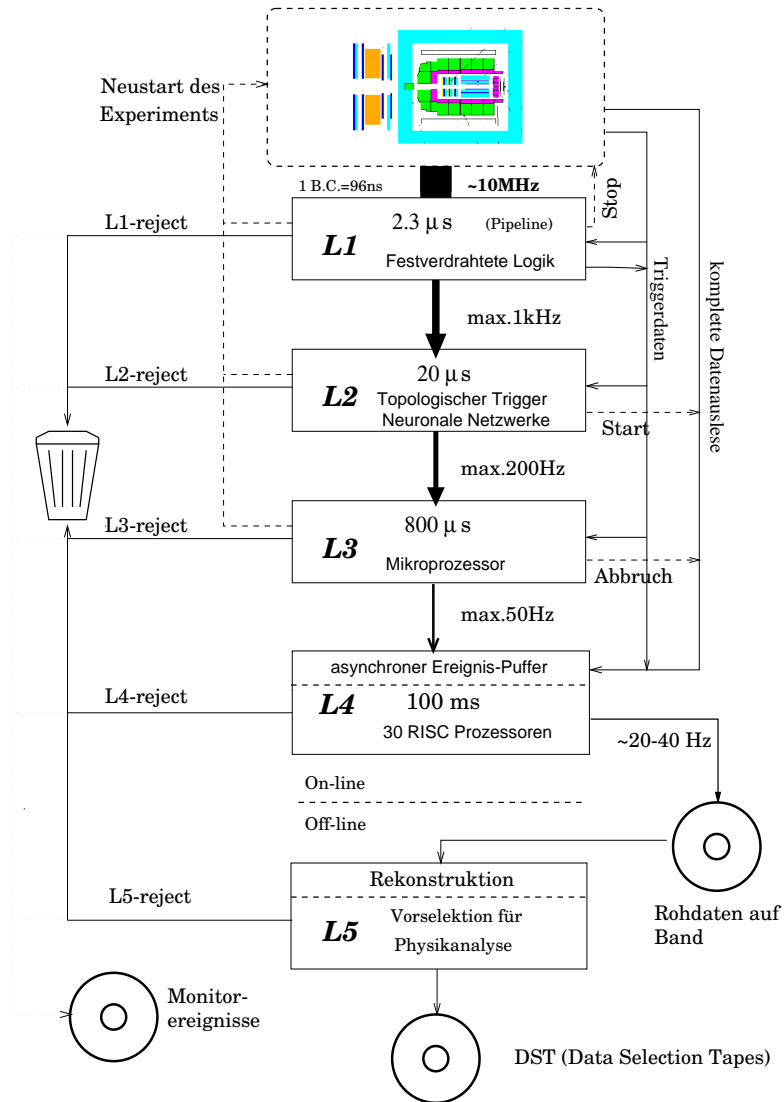 Neustart des
Experiments
1 B.C.=96ns
~10MHz
Stop
L1-reject
L1
2.3 µs
(Pipeline)
Festverdrahtete Logik
Triggerdaten
komplette Datenauslese
max.1kHz
L2-reject
L2
20 µs
Topologischer Trigger
Neuronale Netzwerke
Start
max.200Hz
L3-reject
L3
800 µs
Mikroprozessor
Abbruch
max.50Hz
asynchroner Ereignis-Puffer
L4-reject
L4
100 ms
30 RISC Prozessoren
~20-40 Hz
On-line
Off-line
Rekonstruktion
L5-reject
L5
Vorselektion für
Physikanalyse
Rohdaten auf
Band
Monitor-
ereignisse
DST (Data Selection Tapes)